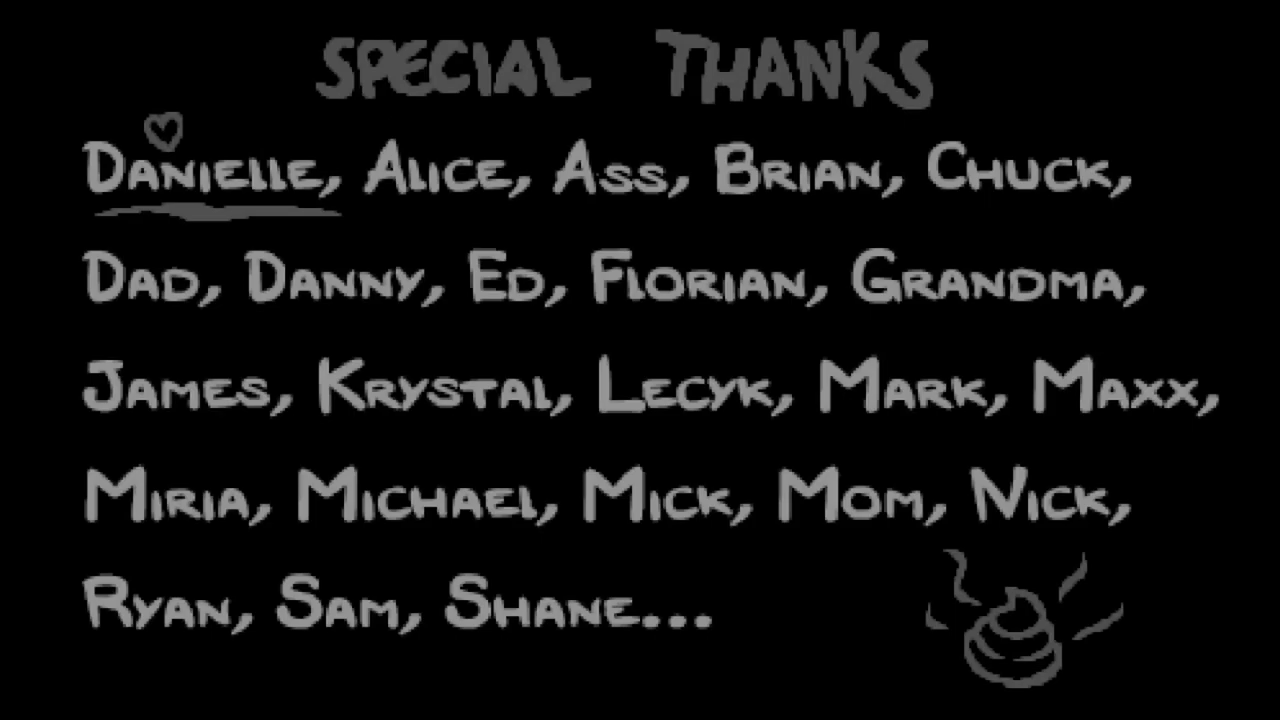 SPECIAL THANKS
DANIELLE, ALICE, ASS, BRIAN, CHUCK,
DAD, DANNY, ED, FLORIAN, GRANDMA,
JAMES, KRYSTAL, LECYK, MARK, MAXX,
MIRIA, MICHAEL, MICK, MOM, NICK,
RYAN, SAM, SHANE...